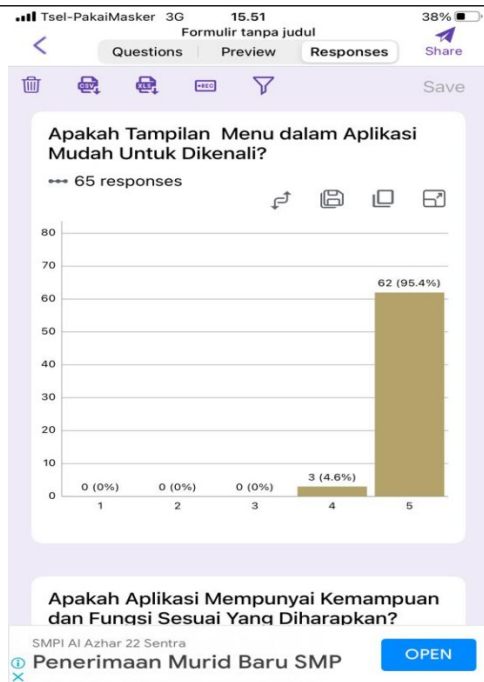 Tsel-PakaiMasker 3G 15.51 38%
Formulir tanpa judul
Questions Preview Responses Share
CSV XLS +REC Save
Apakah Tampilan Menu dalam Aplikasi
Mudah Untuk Dikenali?
65 responses
80
70
62 (95.4%)
60
50
40
30
20
10
3 (4.6%)
0 (0%) 0 (0%) 0 (0%)
0
1 2 3 4 5
Apakah Aplikasi Mempunyai Kemampuan
dan Fungsi Sesuai Yang Diharapkan?
SMPI Al Azhar 22 Sentra
Penerimaan Murid Baru SMP
OPEN